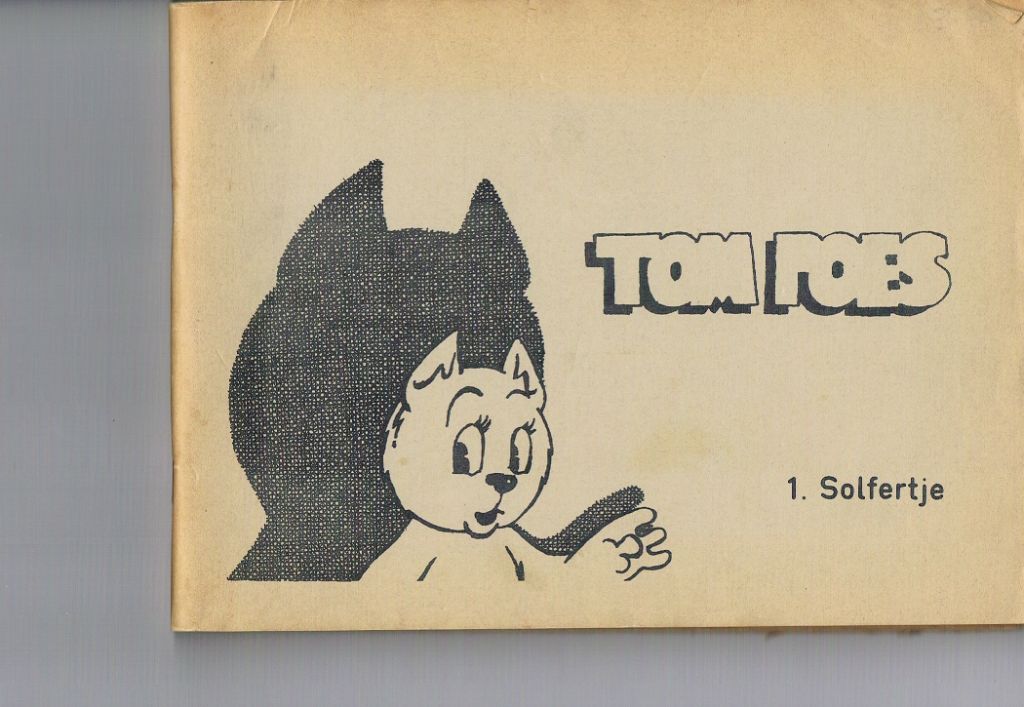 TOM POES
1. Solfertje